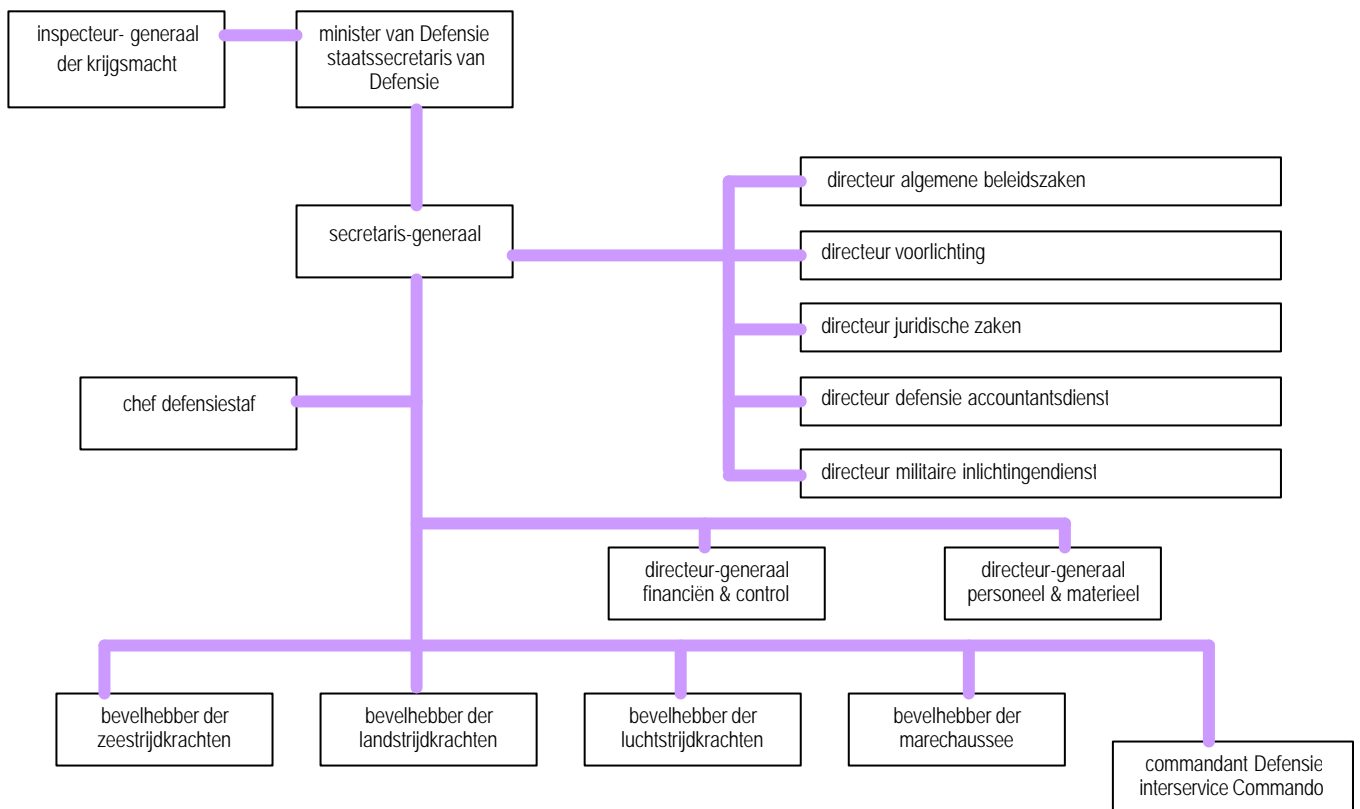 inspecteur- generaal
der krijgsmacht
minister van Defensie
staatssecretaris van
Defensie
directeur algemene beleidszaken
secretaris-generaal
directeur voorlichting
directeur juridische zaken
chef defensiestaf
directeur defensie accountantsdienst
directeur militaire inlichtingendienst
directeur-generaal
financiën & control
directeur-generaal
personeel & materieel
bevelhebber der
zeestrijdkrachten
bevelhebber der
landstrijdkrachten
bevelhebber der
luchtstrijdkrachten
bevelhebber der
marechaussee
commandant Defensie
interservice Commando